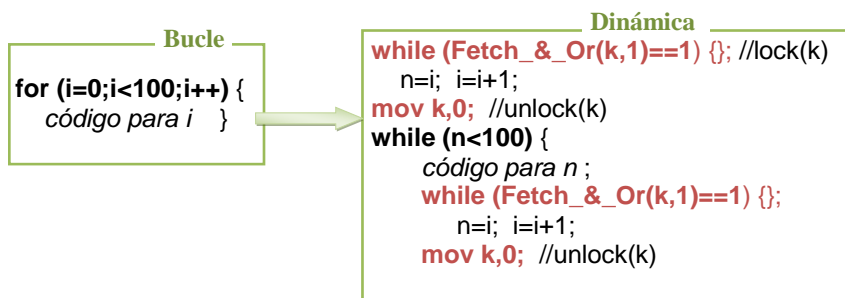 Bucle
for (i=0;i<100;i++) {
código para i }
Dinámica
while (Fetch_&_Or(k,1)==1) {}; //lock(k)
n=i; i=i+1;
mov k,0; //unlock(k)
while (n<100) {
código para n ;
while (Fetch_&_Or(k,1)==1) {};
n=i; i=i+1;
mov k,0; //unlock(k)